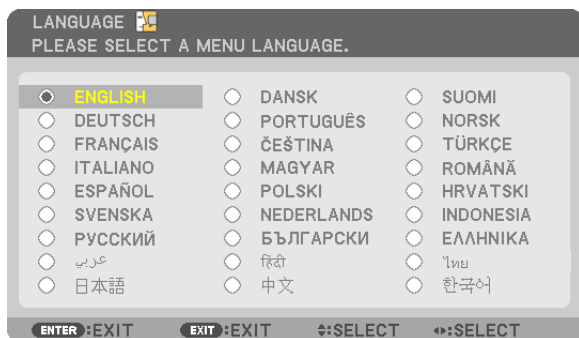 LANGUAGE
PLEASE SELECT A MENU LANGUAGE.
ENGLISH DANSK SUOMI
DEUTSCH PORTUGUÊS NORSK
FRANÇAIS ČEŠTINA TÜRKÇE
ITALIANO MAGYAR ROMÂNĂ
ESPAÑOL POLSKI HRVATSKI
SVENSKA NEDERLANDS INDONESIA
РУССКИЙ БЪЛГАРСКИ ΕΛΛΗΝΙΚΑ
عربي हिंदी ไทย
日本語 中文 한국어
ENTER :EXIT EXIT :EXIT :SELECT :SELECT